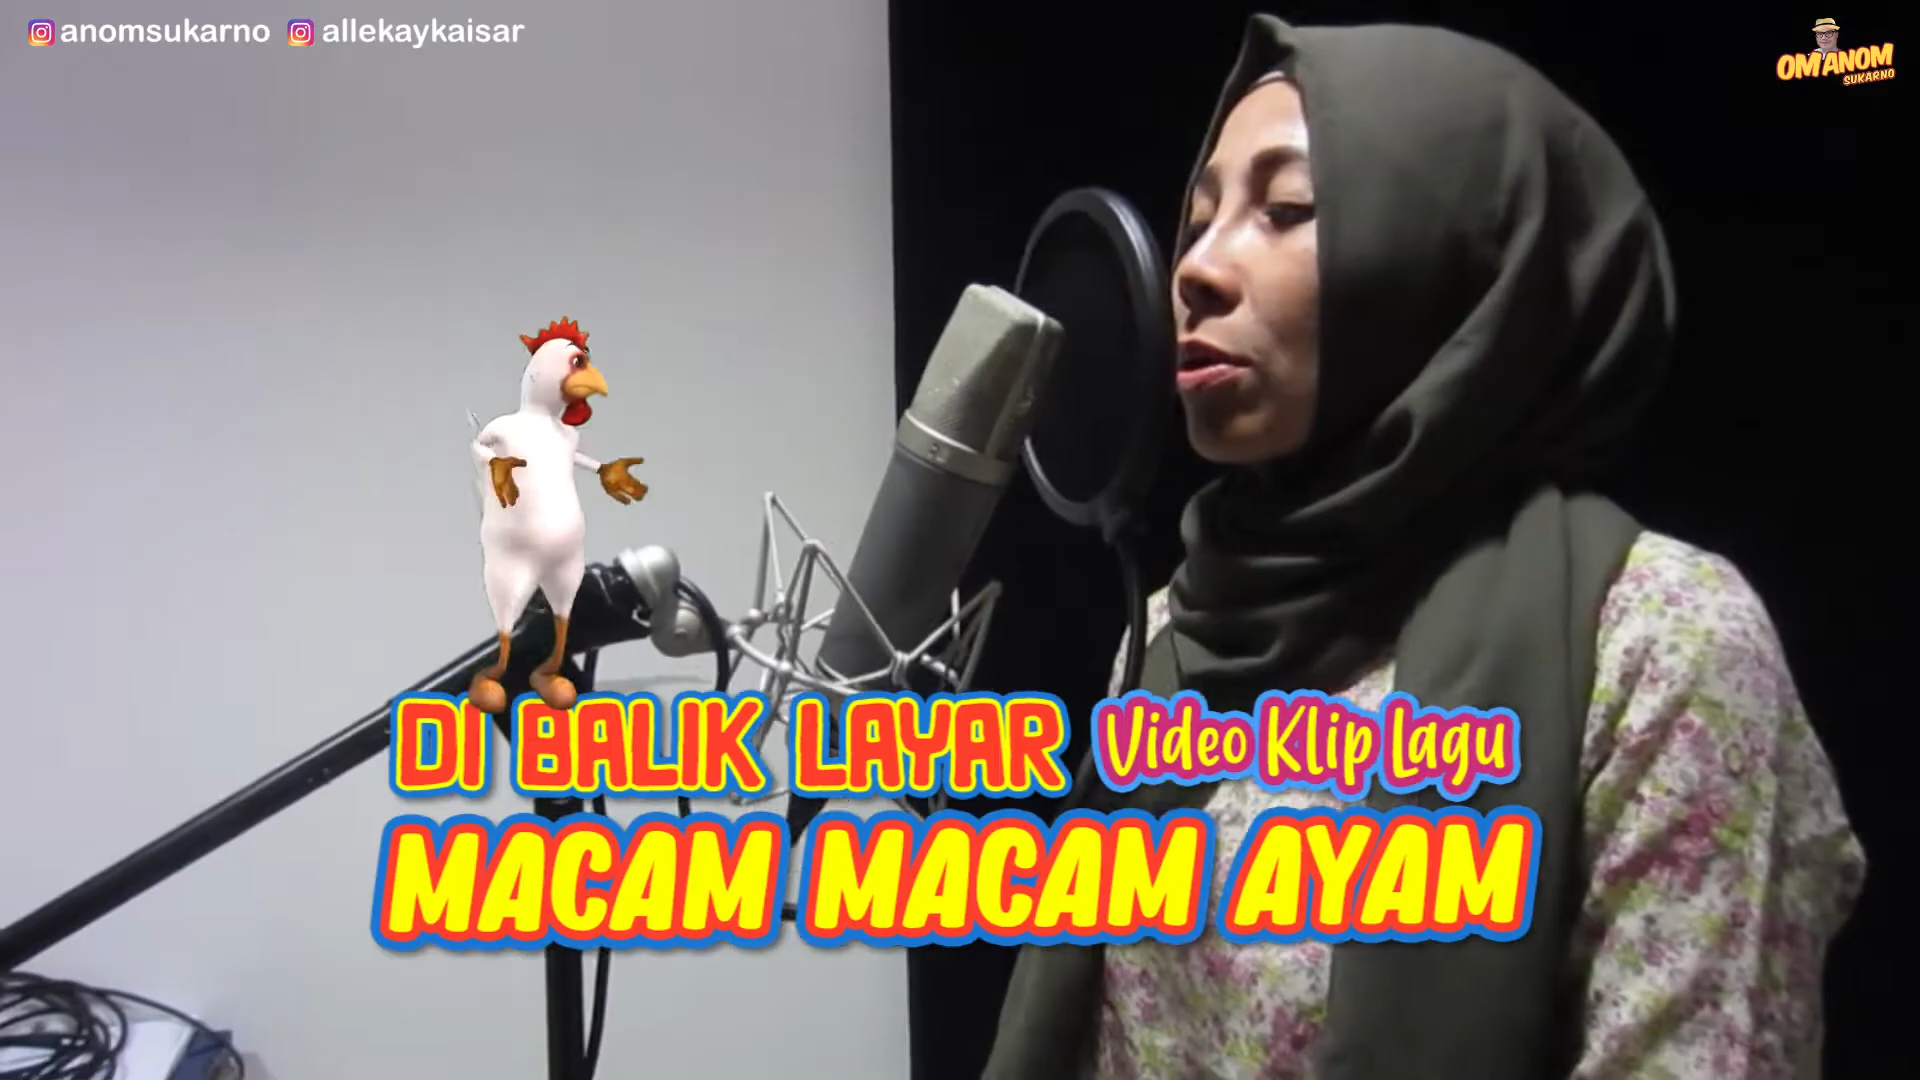 anomsukarno allekaykaisar
OM ANOM
SUKARNO
DI BALIK LAYAR Video Klip Lagu
MACAM MACAM AYAM